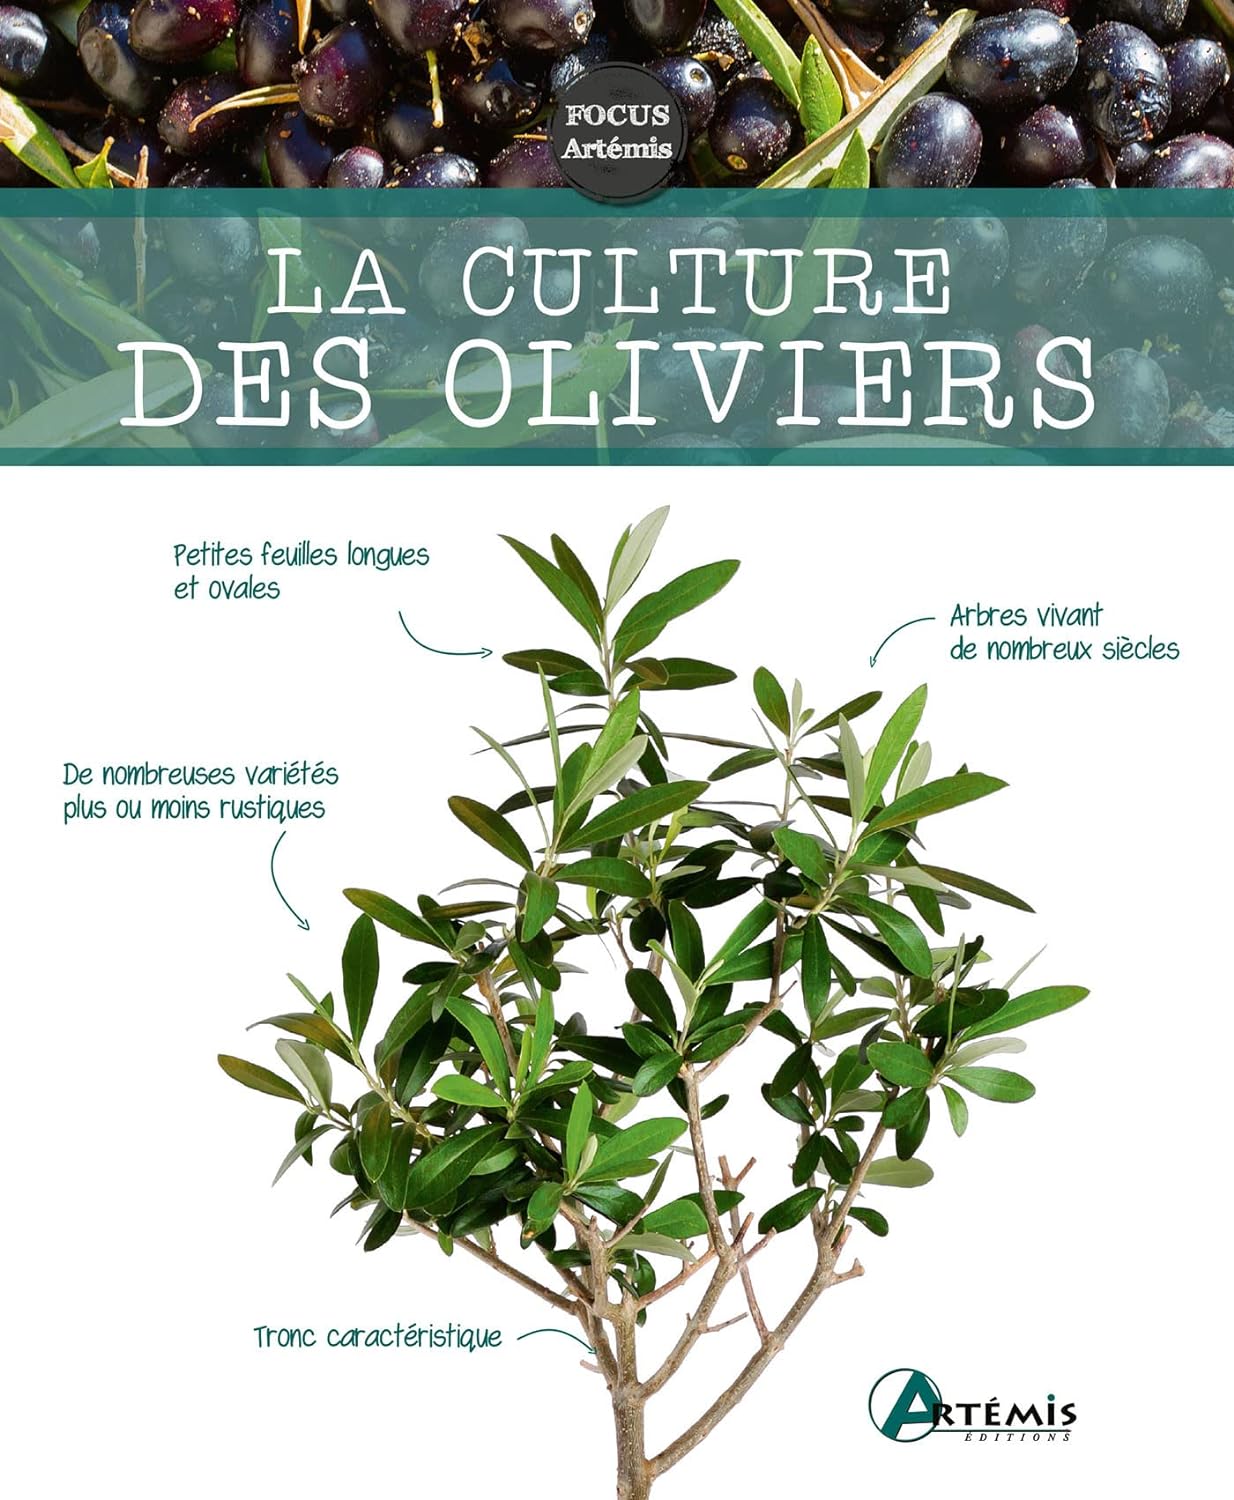 FOCUS
Artémis
LA CULTURE
DES OLIVIERS
Petites feuilles longues
et ovales
Arbres vivant
de nombreux siècles
De nombreuses variétés
plus ou moins rustiques
Tronc caractéristique
ARTÉMIS
ÉDITIONS